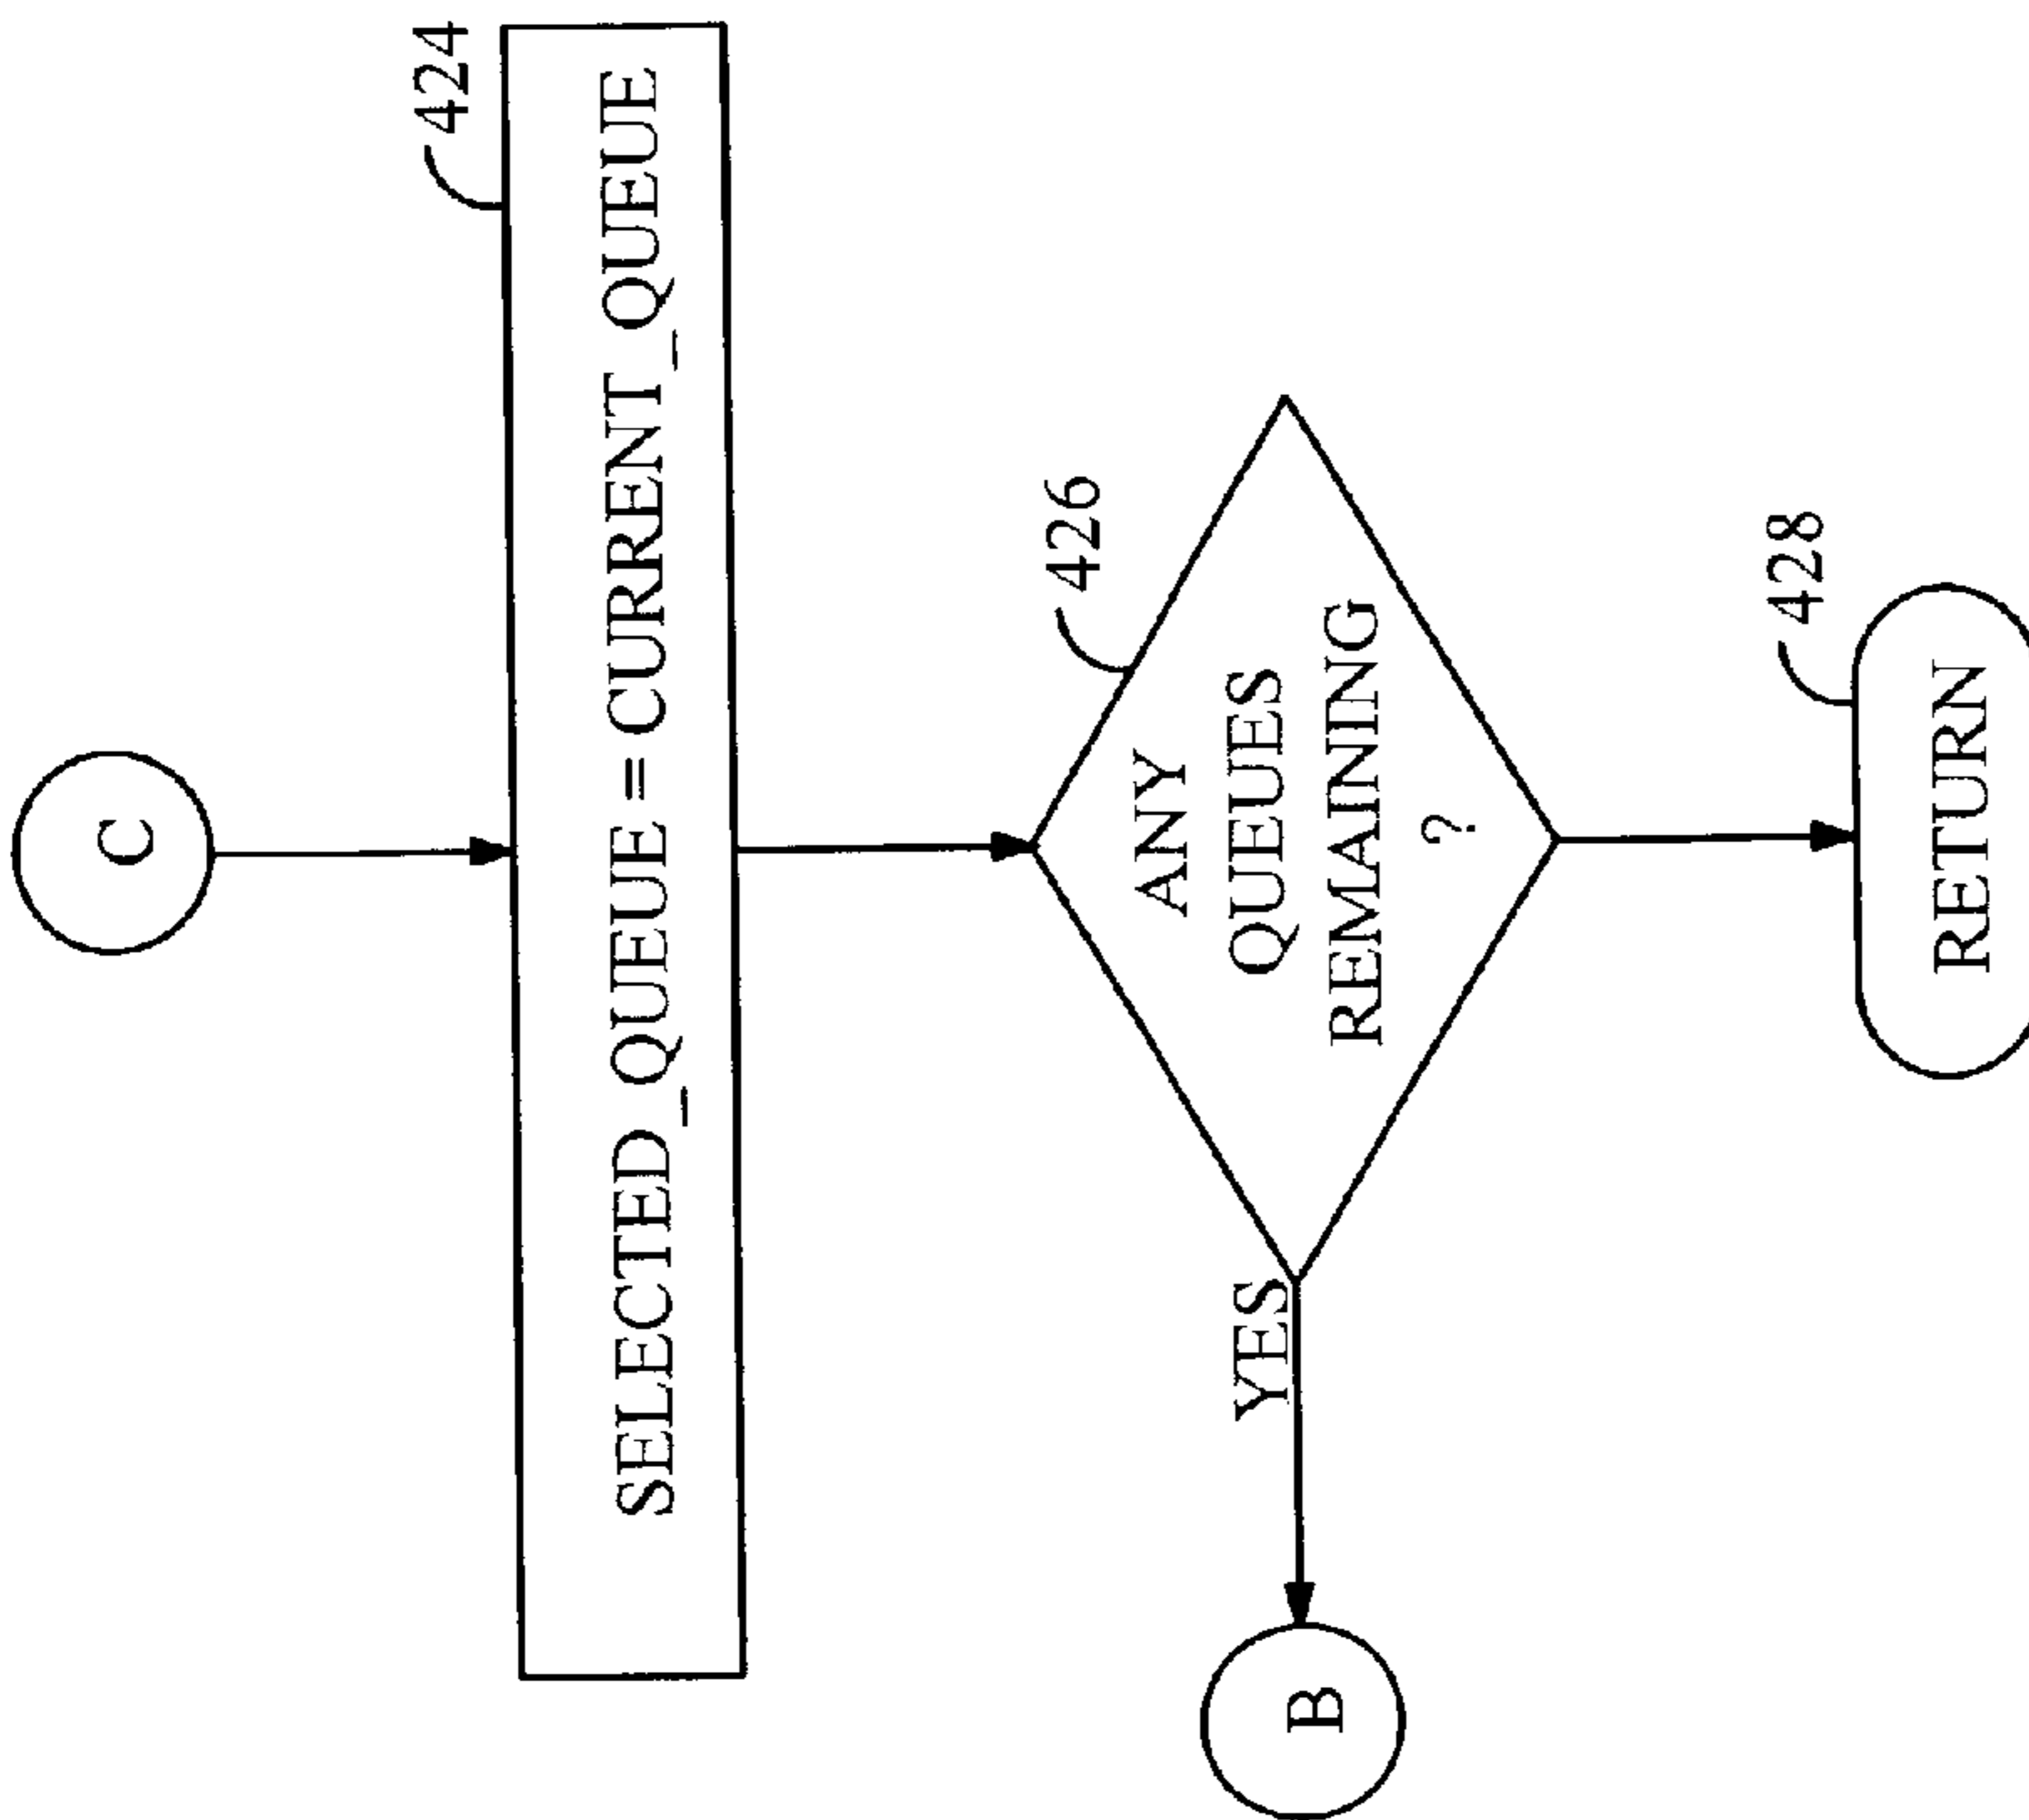 C
424
SELECTED_QUEUE = CURRENT_QUEUE
426
ANY
QUEUES
REMAINING
?
YES
B
428
RETURN